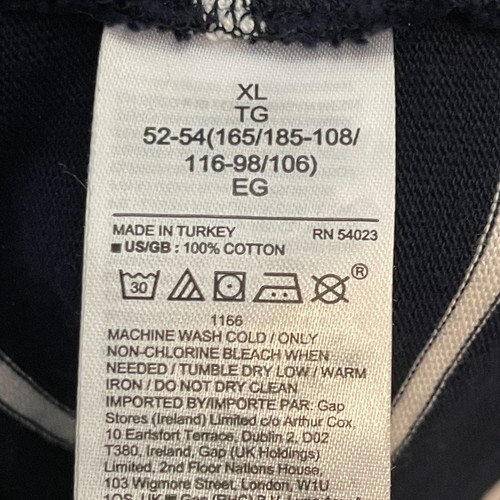 XL
TG
52-54(165/185-108/
116-98/106)
EG
MADE IN TURKEY RN 54023
■ US/GB : 100% COTTON
30 ®
1166
MACHINE WASH COLD / ONLY
NON-CHLORINE BLEACH WHEN
NEEDED / TUMBLE DRY LOW / WARM
IRON / DO NOT DRY CLEAN
IMPORTED BY/IMPORTE PAR: Gap
Stores (Ireland) Limited c/o Arthur Cox,
10 Earlsfort Terrace, Dublin 2, D02
T380, Ireland, Gap (UK Holdings)
Limited, 2nd Floor Nations House,
103 Wigmore Street, London, W1U
1QS, UK ■ Gap